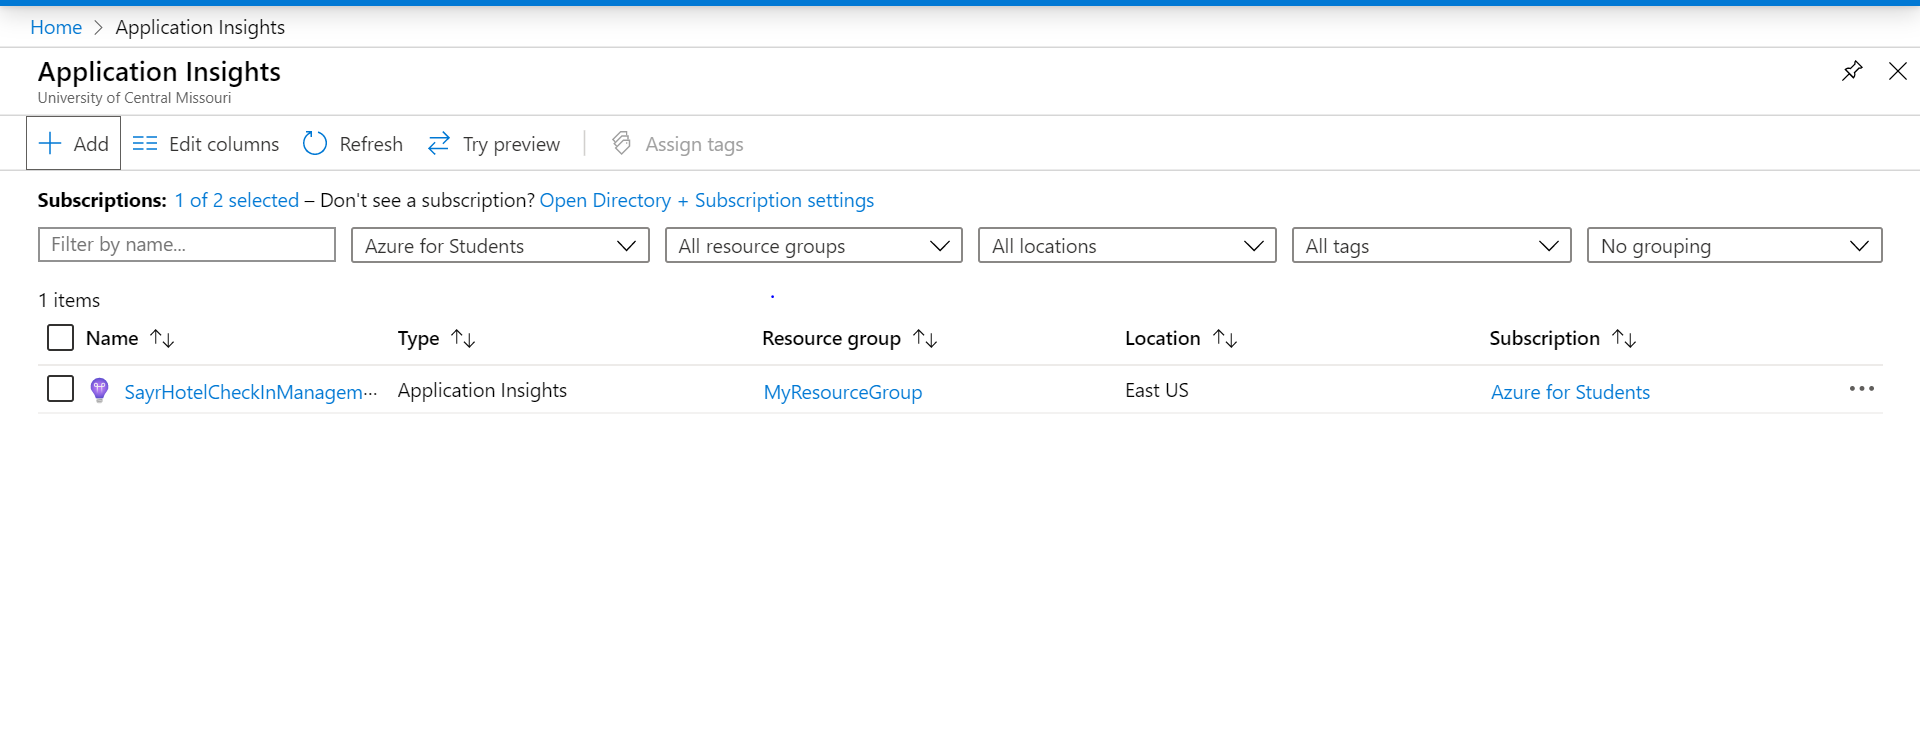 Home > Application Insights
Application Insights
University of Central Missouri
Add Edit columns Refresh Try preview Assign tags
Subscriptions: 1 of 2 selected – Don't see a subscription? Open Directory + Subscription settings
Filter by name... Azure for Students All resource groups All locations All tags No grouping
1 items
Name Type Resource group Location Subscription
SayrHotelCheckInManagem··· Application Insights MyResourceGroup East US Azure for Students